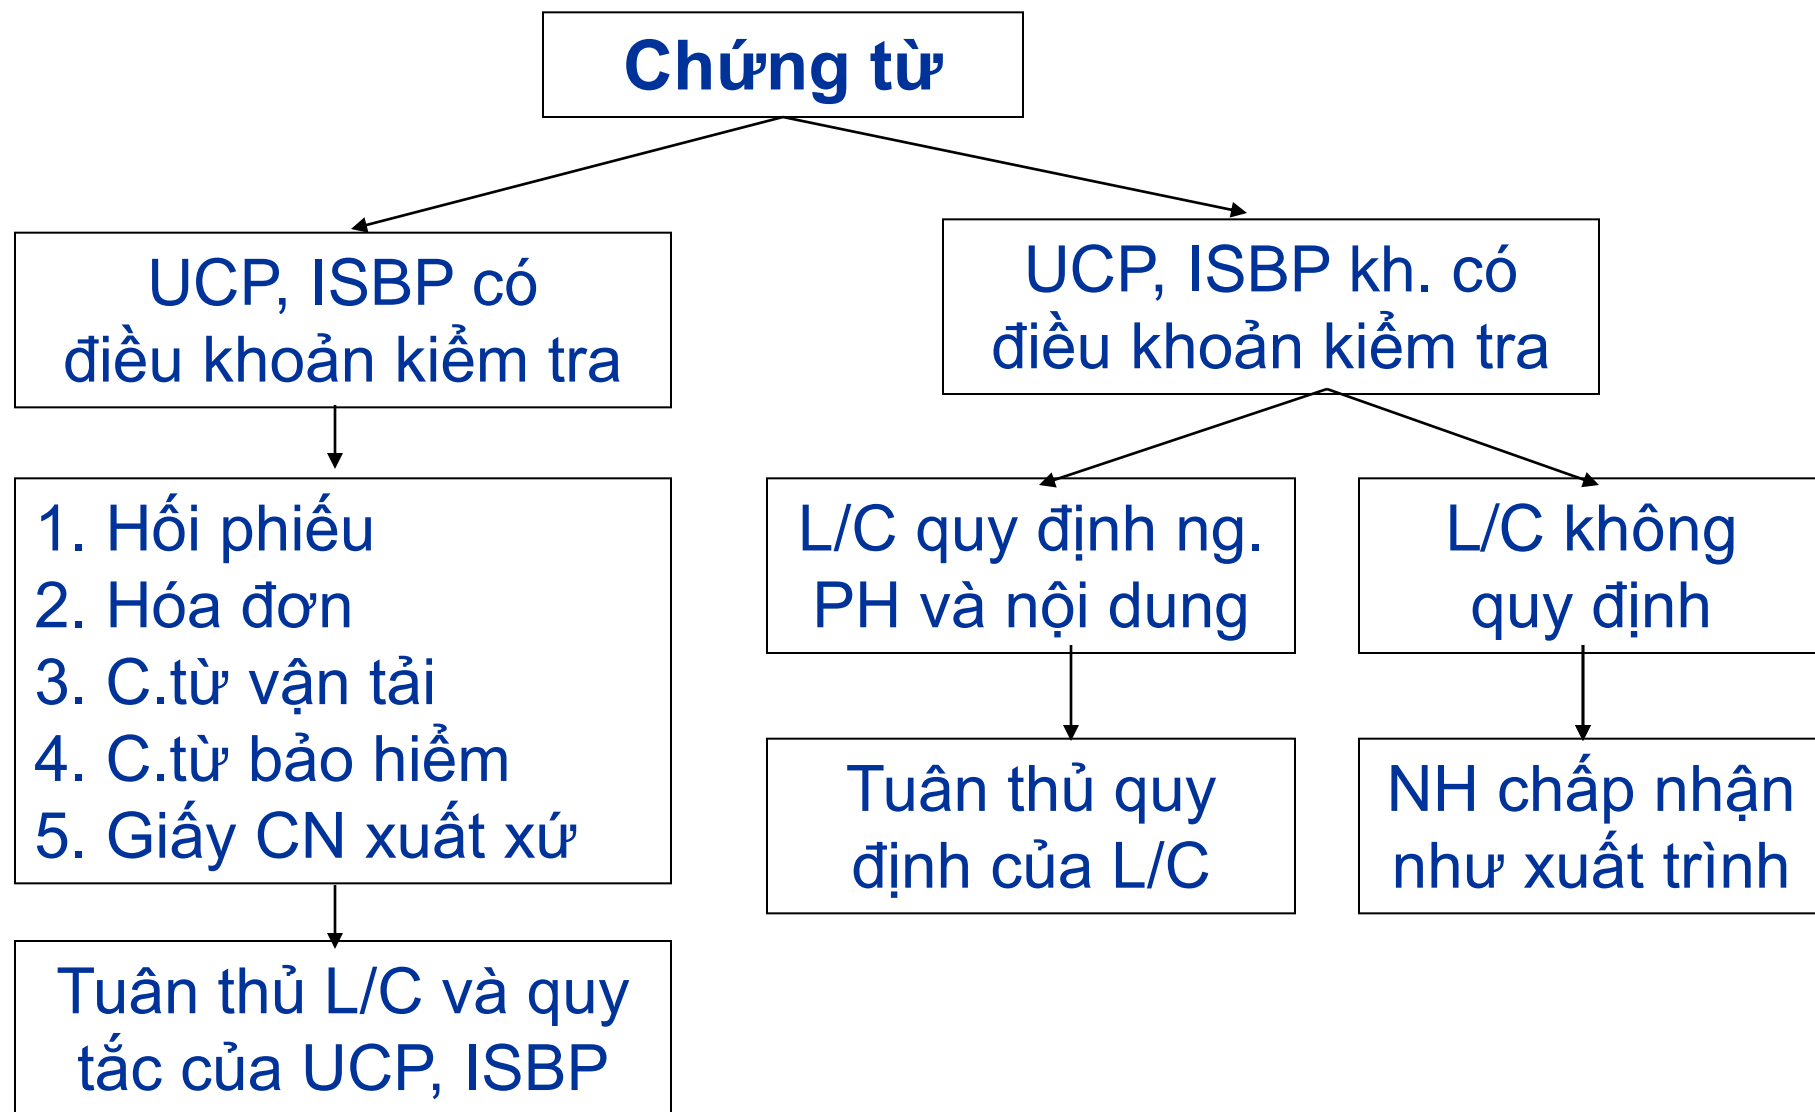 Chứng từ
UCP, ISBP có
điều khoản kiểm tra
UCP, ISBP kh. có
điều khoản kiểm tra
1. Hối phiếu
2. Hóa đơn
3. C.từ vận tải
4. C.từ bảo hiểm
5. Giấy CN xuất xứ
L/C quy định ng.
PH và nội dung
L/C không
quy định
Tuân thủ quy
định của L/C
NH chấp nhận
như xuất trình
Tuân thủ L/C và quy
tắc của UCP, ISBP